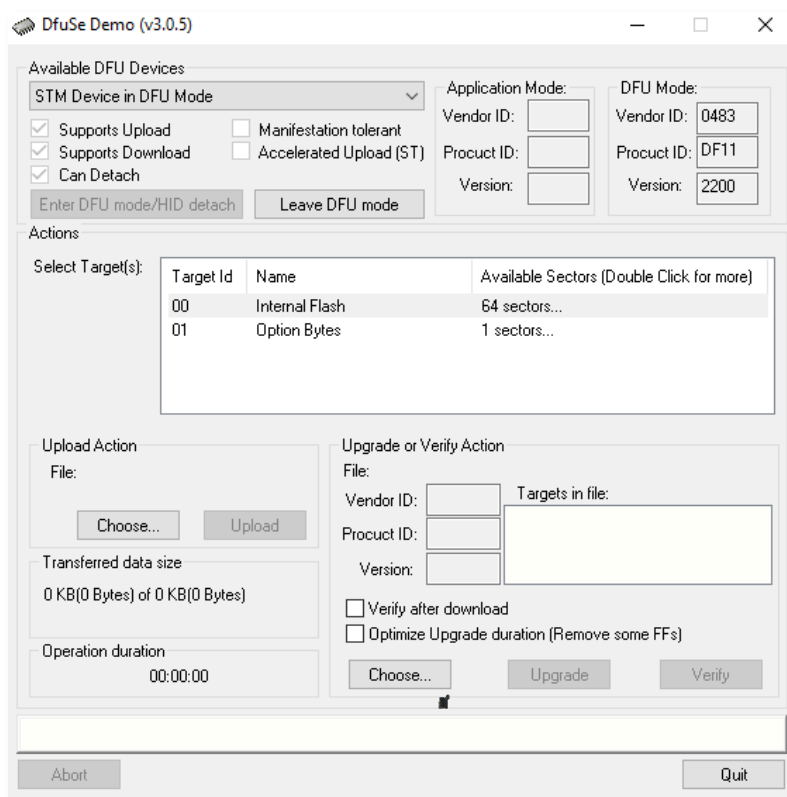 DfuSe Demo (v3.0.5)
Available DFU Devices
STM Device in DFU Mode
Supports Upload
Manifestation tolerant
Supports Download
Accelerated Upload (ST)
Can Detach
Enter DFU mode/HID detach
Leave DFU mode
Application Mode:
Vendor ID:
Procuct ID:
Version:
DFU Mode:
Vendor ID: 0483
Procuct ID: DF11
Version: 2200
Actions
Select Target(s):
Target Id Name Available Sectors (Double Click for more)
00 Internal Flash 64 sectors...
01 Option Bytes 1 sectors...
Upload Action
File:
Choose... Upload
Transferred data size
0 KB(0 Bytes) of 0 KB(0 Bytes)
Operation duration
00:00:00
Upgrade or Verify Action
File:
Vendor ID:
Procuct ID:
Version:
Targets in file:
Verify after download
Optimize Upgrade duration (Remove some FFs)
Choose... Upgrade Verify
Abort Quit